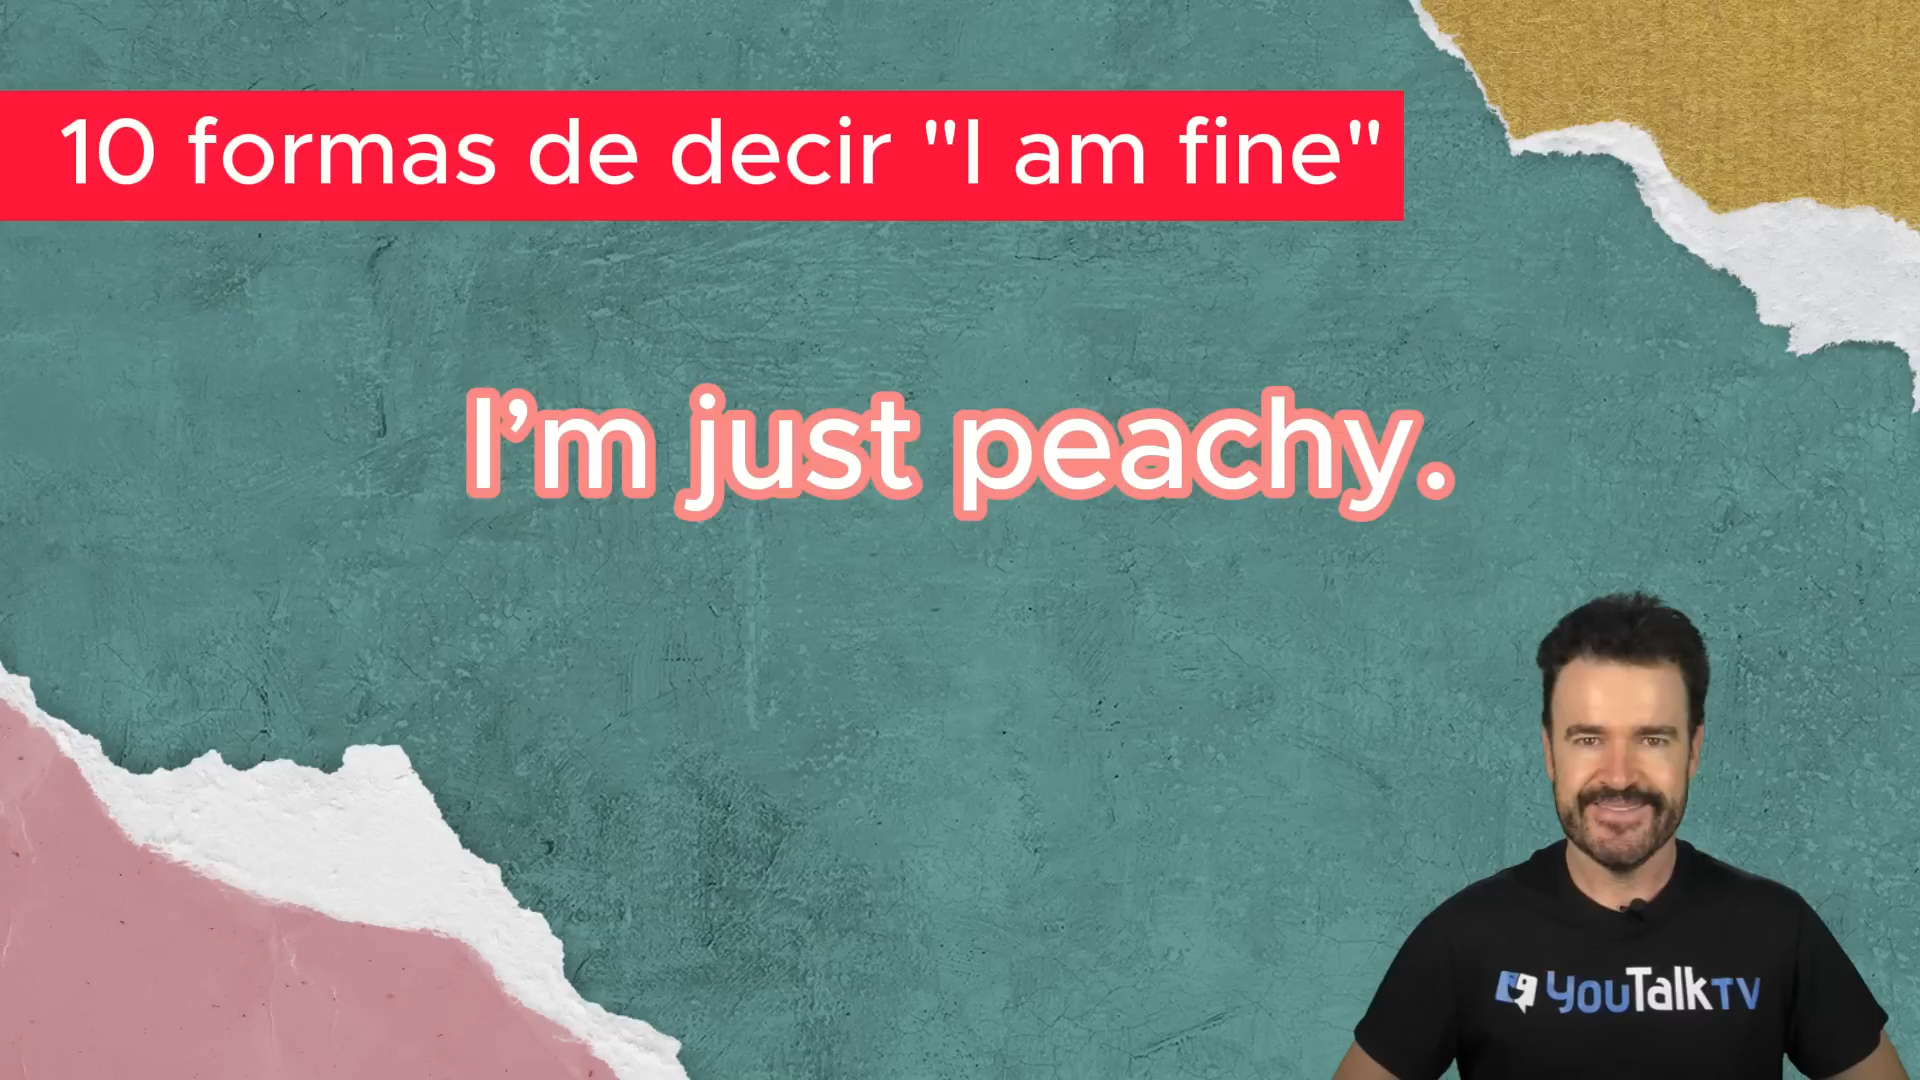 10 formas de decir "I am fine"
I’m just peachy.
YouTalkTV